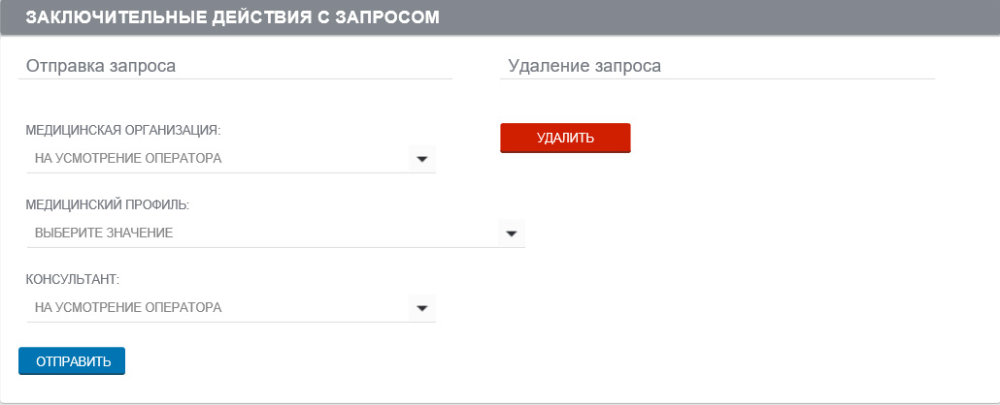 ЗАКЛЮЧИТЕЛЬНЫЕ ДЕЙСТВИЯ С ЗАПРОСОМ
Отправка запроса
Удаление запроса
МЕДИЦИНСКАЯ ОРГАНИЗАЦИЯ:
УДАЛИТЬ
НА УСМОТРЕНИЕ ОПЕРАТОРА
МЕДИЦИНСКИЙ ПРОФИЛЬ:
ВЫБЕРИТЕ ЗНАЧЕНИЕ
КОНСУЛЬТАНТ:
НА УСМОТРЕНИЕ ОПЕРАТОРА
ОТПРАВИТЬ